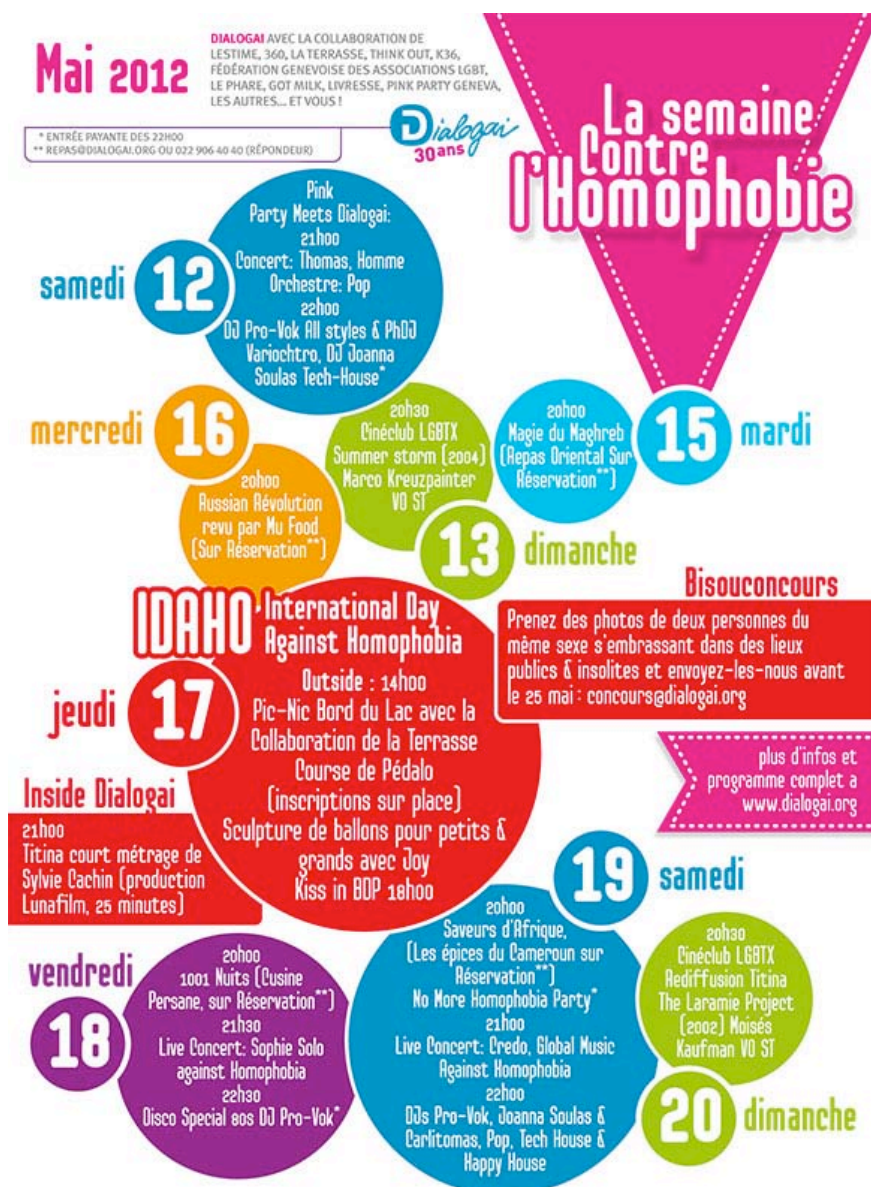 Mai 2012
DIALOGAI AVEC LA COLLABORATION DE
LESTIME, 360, LA TERRASSE, THINK OUT, K36,
FÉDÉRATION GENEVOISE DES ASSOCIATIONS LGBT,
LE PHARE, GOT MILK, LIVRESSE, PINK PARTY GENEVA,
LES AUTRES... ET VOUS !
* ENTRÉE PAYANTE DES 22H00
** REPAS@DIALOGAI.ORG OU 022 906 40 40 (RÉPONDEUR)
Dialogai
30 ans
La semaine
Contre
l'Homophobie
samedi
12
Pink
Party Meets Dialogai:
21h00
Concert: Thomas, Homme
Orchestre: Pop
22h00
DJ Pro-Vok All styles & PhDJ
Variochtro, DJ Joanna
Soulas Tech-House*
mercredi
16
20h00
Russian Révolution
revu par Mu Food
(Sur Réservation**)
20h30
Cinéclub LGBTX
Summer storm (2004)
Marco Kreuzpainter
VO ST
13
dimanche
20h00
Magie du Maghreb
(Repas Oriental Sur
Réservation**)
15
mardi
IDAHO
International Day
Against Homophobia
jeudi
17
Outside : 14h00
Pic-Nic Bord du Lac avec la
Collaboration de la Terrasse
Course de Pédalo
(inscriptions sur place)
Sculpture de ballons pour petits &
grands avec Joy
Kiss in BDP 18h00
Bisouconcours
Prenez des photos de deux personnes du
même sexe s'embrassant dans des lieux
publics & insolites et envoyez-les-nous avant
le 25 mai : concours@dialogai.org
plus d'infos et
programme complet a
www.dialogai.org
Inside Dialogai
21h00
Titina court métrage de
Sylvie Cachin (production
Lunafilm, 25 minutes)
vendredi
18
20h00
1001 Nuits (Cusine
Persane, sur Réservation**)
21h30
Live Concert: Sophie Solo
against Homophobia
22h30
Disco Special 80s DJ Pro-Vok*
19
samedi
20h00
Saveurs d'Afrique,
(Les épices du Cameroun sur
Réservation**)
No More Homophobia Party*
21h00
Live Concert: Credo, Global Music
Against Homophobia
22h00
DJs Pro-Vok, Joanna Soulas &
Carlitomas, Pop, Tech House &
Happy House
20h30
Cinéclub LGBTX
Rediffusion Titina
The Laramie Project
(2002) Moisés
Kaufman VO ST
20
dimanche